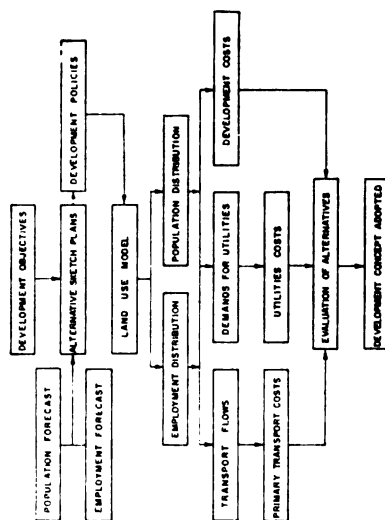 DEVELOPMENT OBJECTIVES
POPULATION FORECAST
ALTERNATIVE SKETCH PLANS
DEVELOPMENT POLICIES
EMPLOYMENT FORECAST
LAND USE MODEL
EMPLOYMENT DISTRIBUTION
POPULATION DISTRIBUTION
TRANSPORT FLOWS
DEMANDS FOR UTILITIES
DEVELOPMENT COSTS
PRIMARY TRANSPORT COSTS
UTILITIES COSTS
EVALUATION OF ALTERNATIVES
DEVELOPMENT CONCEPT ADOPTED